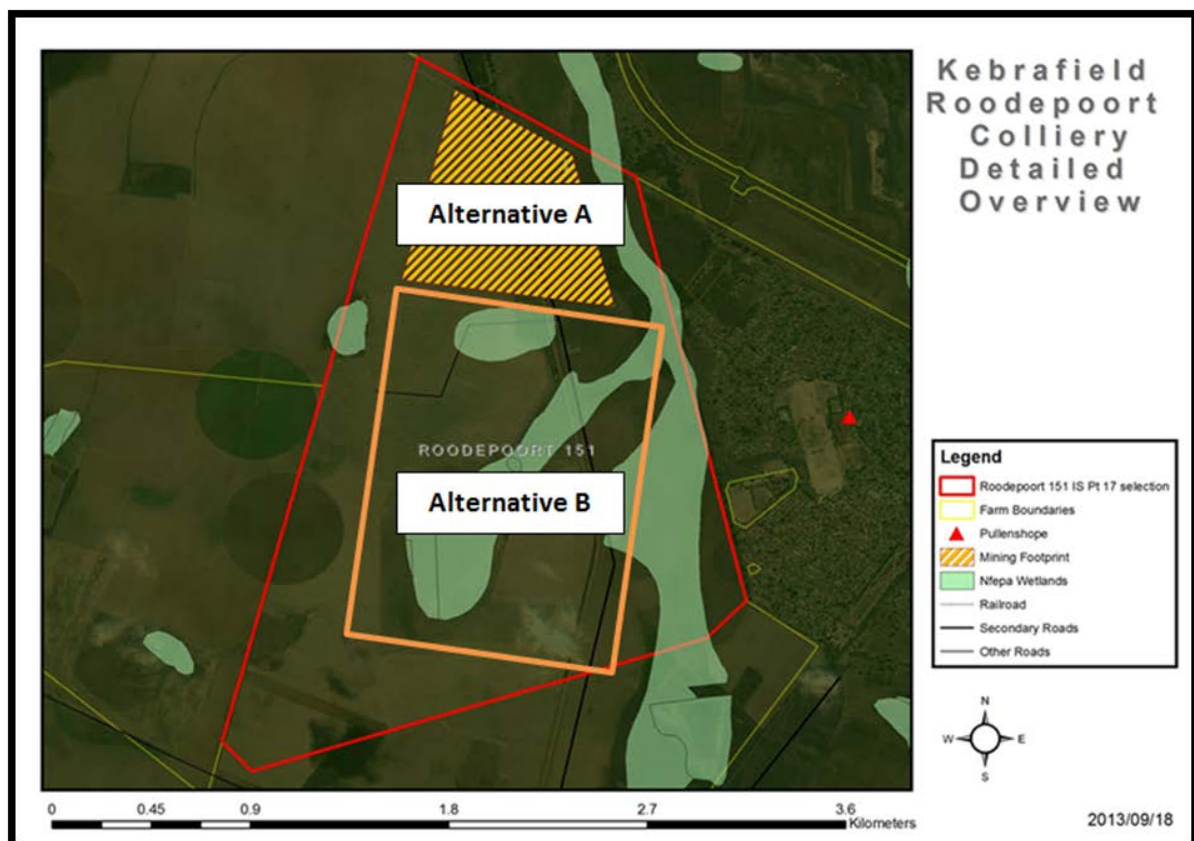 Kebrafield
Roodepoort
Colliery
Detailed
Overview
Alternative A
ROODEPOORT 151
Alternative B
Legend
Roodepoort 151 IS Pt 17 selection
Farm Boundaries
Pullenshope
Mining Footprint
Nfepa Wetlands
Railroad
Secondary Roads
Other Roads
N
W E
S
0 0.45 0.9 1.8 2.7 3.6
Kilometers
2013/09/18